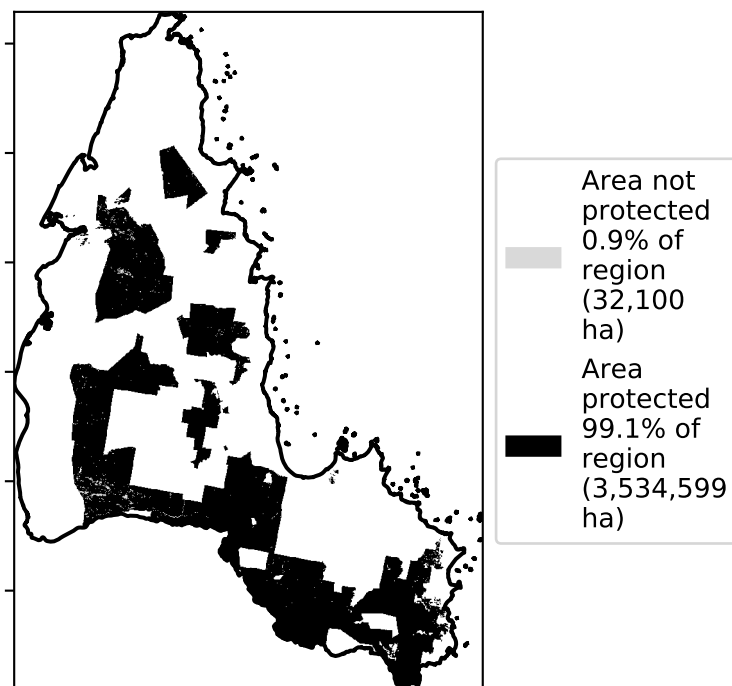 Area not
protected
0.9% of
region
(32,100
ha)
Area
protected
99.1% of
region
(3,534,599
ha)